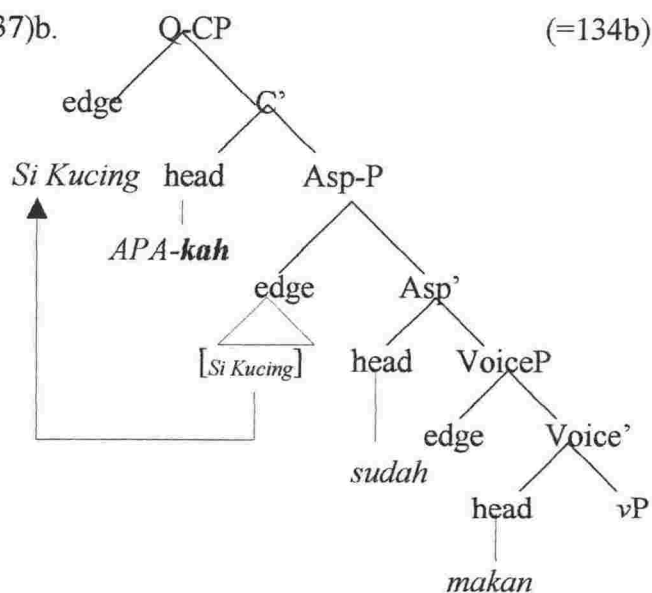 37)b. Q-CP (=134b)
edge C’
Si Kucing head Asp-P
APA-kah
edge Asp’
[Si Kucing] head VoiceP
edge Voice’
sudah
head vP
makan